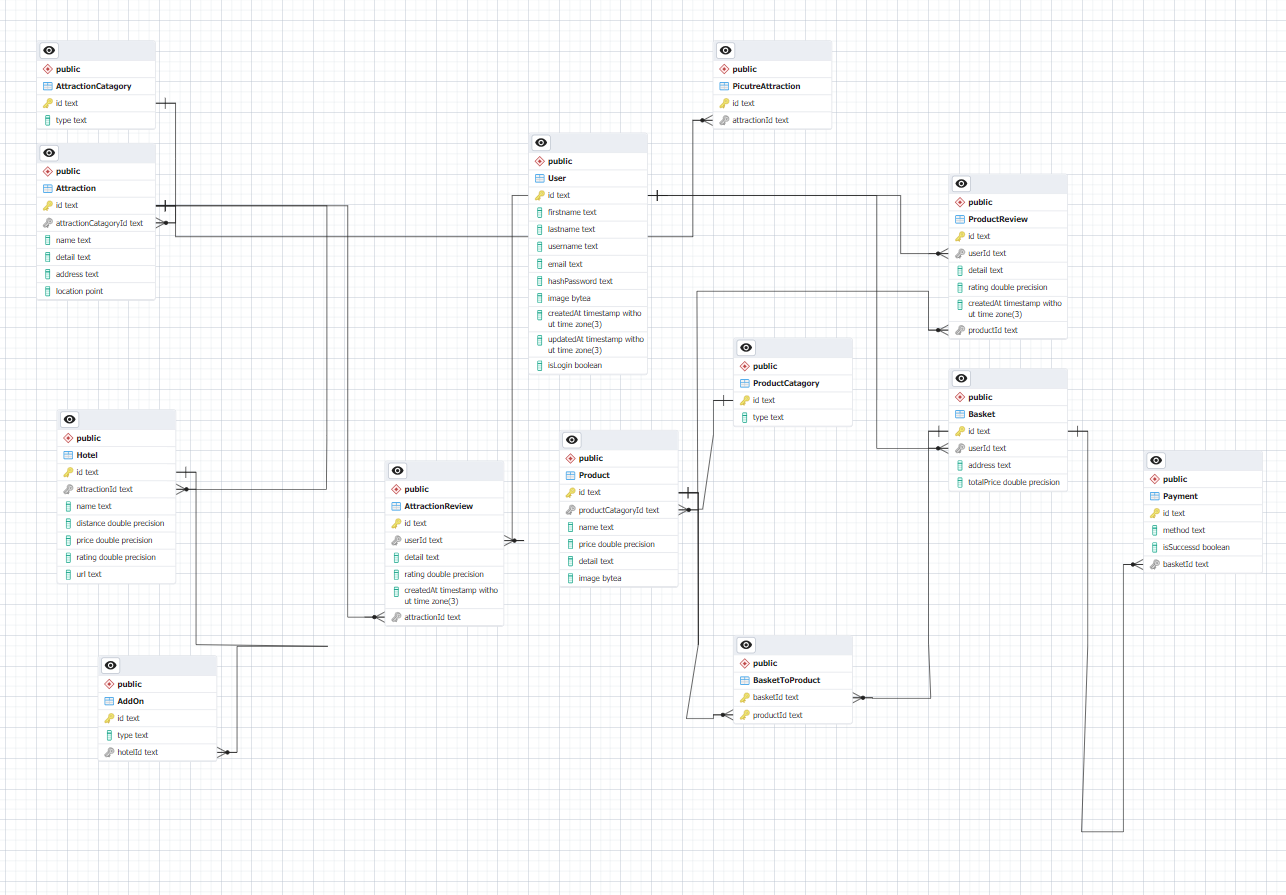 public
AttractionCatagory
id text
type text
public
Attraction
id text
attractionCatagoryId text
name text
detail text
address text
location point
public
PicutreAttraction
id text
attractionId text
public
User
id text
firstname text
lastname text
username text
email text
hashPassword text
image bytea
createdAt timestamp witho
ut time zone(3)
updatedAt timestamp witho
ut time zone(3)
isLogin boolean
public
ProductReview
id text
userId text
detail text
rating double precision
createdAt timestamp witho
ut time zone(3)
productId text
public
ProductCatagory
id text
type text
public
Basket
id text
userId text
address text
totalPrice double precision
public
Hotel
id text
attractionId text
name text
distance double precision
price double precision
rating double precision
url text
public
AttractionReview
id text
userId text
detail text
rating double precision
createdAt timestamp witho
ut time zone(3)
attractionId text
public
Product
id text
productCatagoryId text
name text
price double precision
detail text
image bytea
public
Payment
id text
method text
isSuccessd boolean
basketId text
public
BasketToProduct
basketId text
productId text
public
AddOn
id text
type text
hotelId text